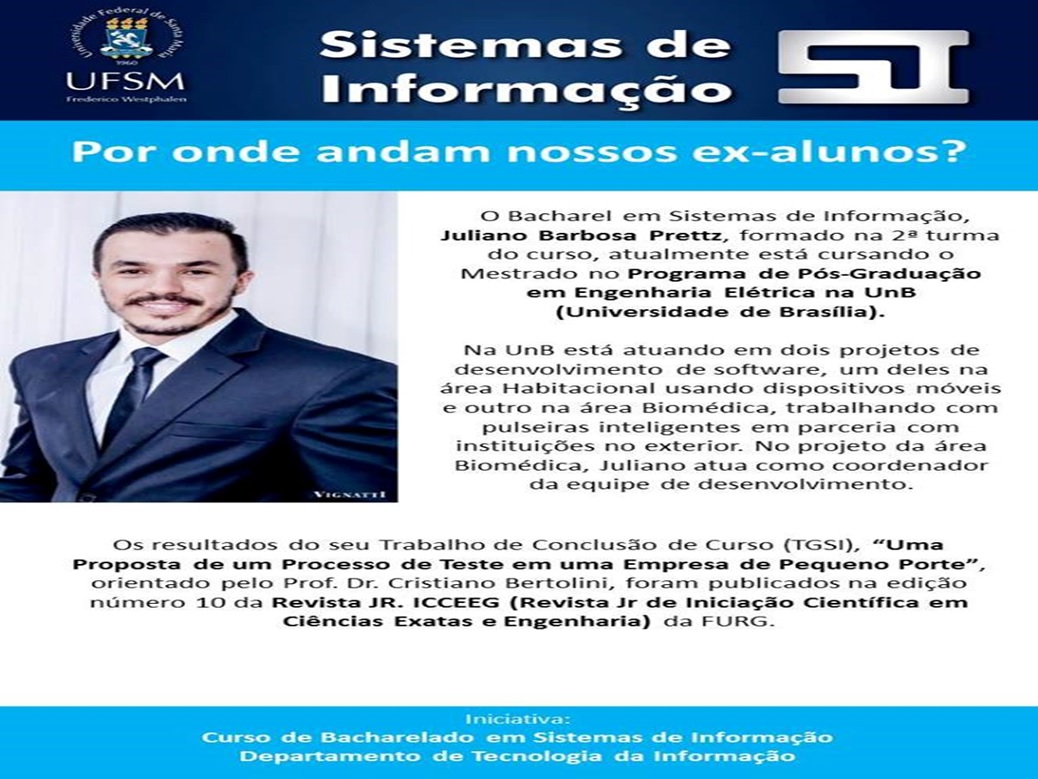 Universidade Federal de Santa Maria
1960
UFSM
Frederico Westphalen
Sistemas de
Informação
SI
Por onde andam nossos ex-alunos?
O Bacharel em Sistemas de Informação,
Juliano Barbosa Prettz, formado na 2ª turma
do curso, atualmente está cursando o
Mestrado no Programa de Pós-Graduação
em Engenharia Elétrica na UnB
(Universidade de Brasília).
Na UnB está atuando em dois projetos de
desenvolvimento de software, um deles na
área Habitacional usando dispositivos móveis
e outro na área Biomédica, trabalhando com
pulseiras inteligentes em parceria com
instituições no exterior. No projeto da área
Biomédica, Juliano atua como coordenador
da equipe de desenvolvimento.
VIGNATTI
Os resultados do seu Trabalho de Conclusão de Curso (TGSI), “Uma
Proposta de um Processo de Teste em uma Empresa de Pequeno Porte”,
orientado pelo Prof. Dr. Cristiano Bertolini, foram publicados na edição
número 10 da Revista JR. ICCEEG (Revista Jr de Iniciação Científica em
Ciências Exatas e Engenharia) da FURG.
Iniciativa:
Curso de Bacharelado em Sistemas de Informação
Departamento de Tecnologia da Informação